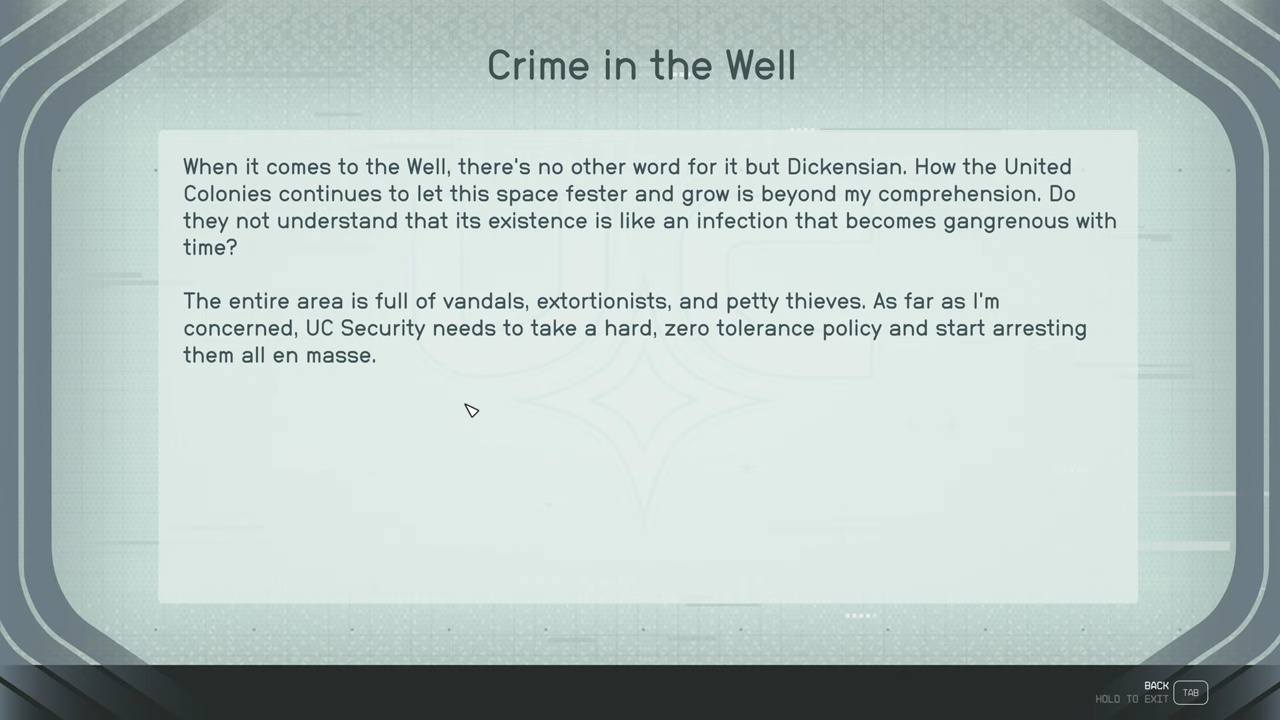 Crime in the Well
When it comes to the Well, there's no other word for it but Dickensian. How the United
Colonies continues to let this space fester and grow is beyond my comprehension. Do
they not understand that its existence is like an infection that becomes gangrenous with
time?
The entire area is full of vandals, extortionists, and petty thieves. As far as I'm
concerned, UC Security needs to take a hard, zero tolerance policy and start arresting
them all en masse.
BACK
HOLD TO EXIT TAB